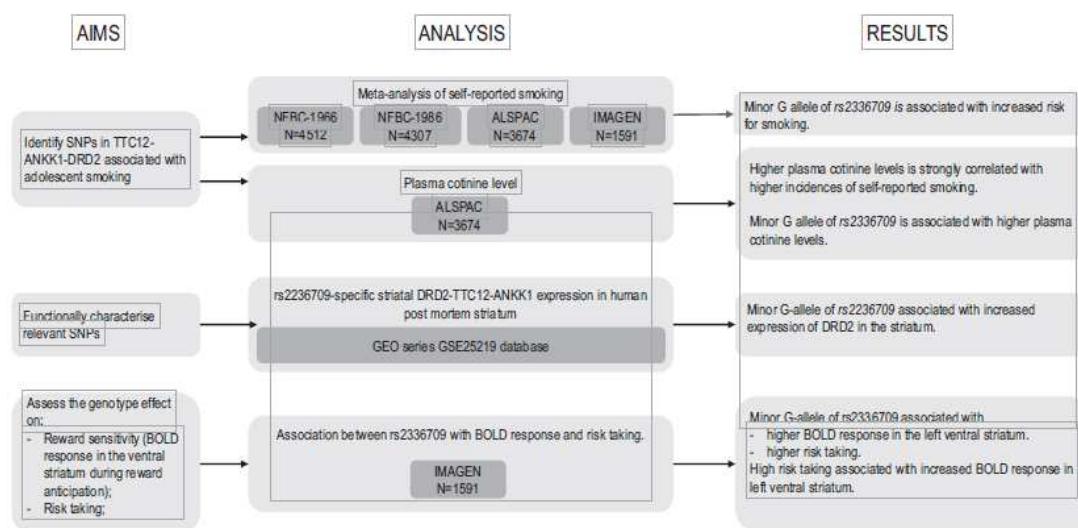 AIMS
ANALYSIS
RESULTS
Identify SNPs in TTC12-
ANKK1-DRD2 associated with
adolescent smoking
Meta-analysis of self-reported smoking
NFBC-1966
N=4512
NFBC-1986
N=4307
ALSPAC
N=3674
IMAGEN
N=1591
Minor G allele of rs2336709 is associated with increased risk
for smoking.
Plasma cotinine level
ALSPAC
N=3674
Higher plasma cotinine levels is strongly correlated with
higher incidences of self-reported smoking.
Minor G allele of rs2336709 is associated with higher plasma
cotinine levels.
Functionally characterise
relevant SNPs
rs2236709-specific striatal DRD2-TTC12-ANKK1 expression in human
post mortem striatum
GEO series GSE25219 database
Minor G-allele of rs2236709 associated with increased
expression of DRD2 in the striatum.
Assess the genotype effect
on:
- Reward sensitivity (BOLD
response in the ventral
striatum during reward
anticipation);
- Risk taking;
Association between rs2336709 with BOLD response and risk taking.
IMAGEN
N=1591
Minor G-allele of rs2336709 associated with
- higher BOLD response in the left ventral striatum.
- higher risk taking.
High risk taking associated with increased BOLD response in
left ventral striatum.